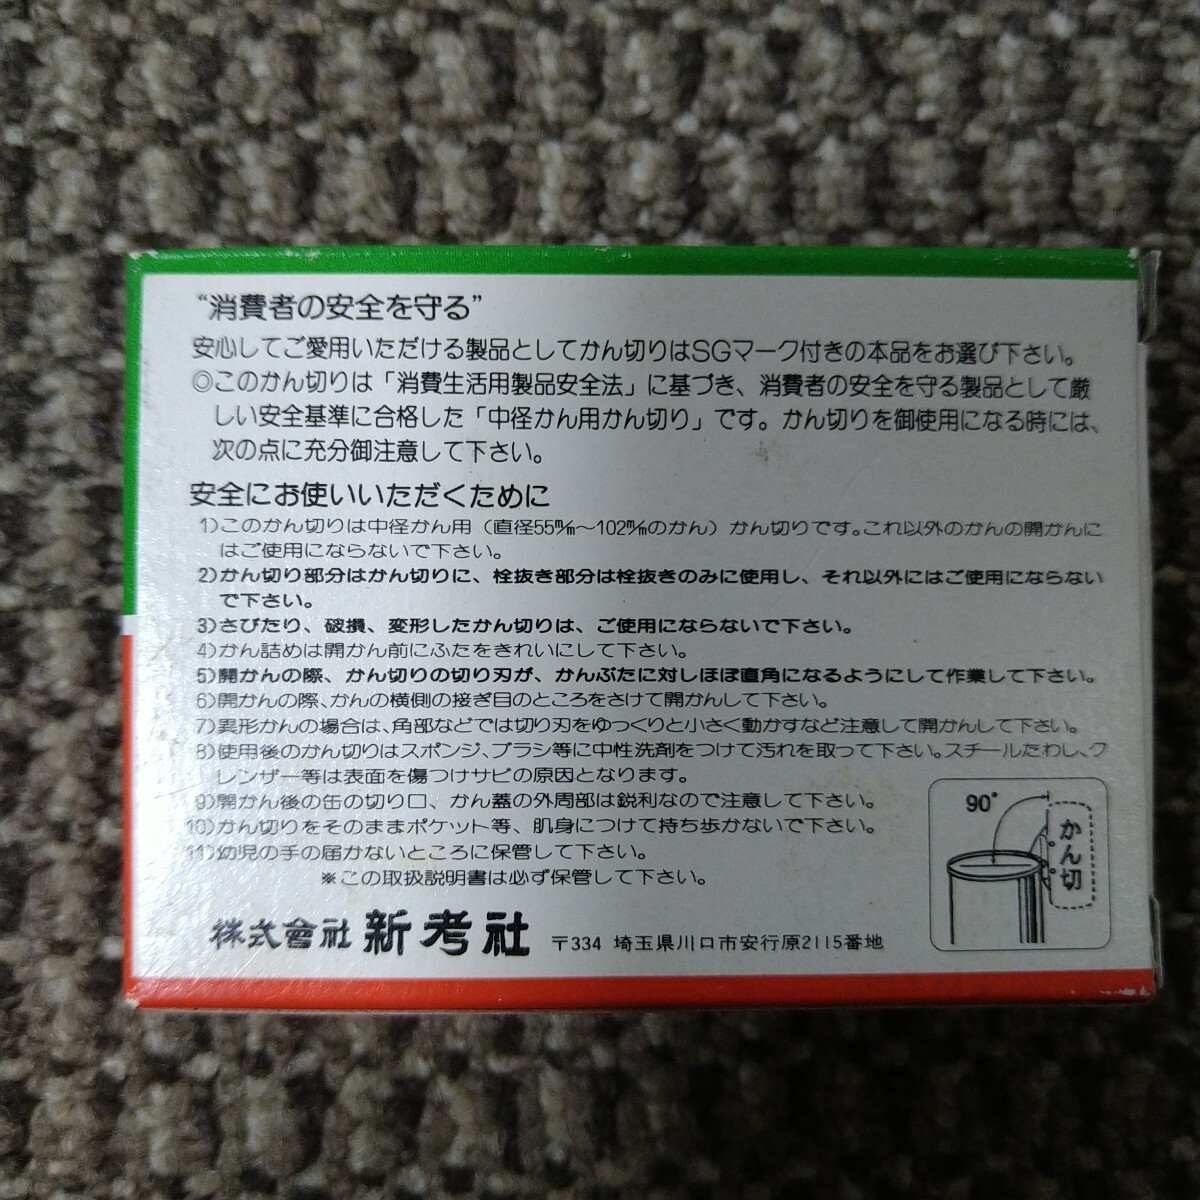 “消費者の安全を守る”
安心してご愛用いただける製品としてかん切りはSGマーク付きの本品をお選び下さい。
◎このかん切りは「消費生活用製品安全法」に基づき、消費者の安全を守る製品として厳
しい安全基準に合格した「中径かん用かん切り」です。かん切りを御使用になる時には、
次の点に充分御注意して下さい。
安全にお使いいただくために
1)このかん切りは中径かん用（直径55㎜〜102㎜のかん）かん切りです。これ以外のかんの開かんに
はご使用にならないで下さい。
2)かん切り部分はかん切りに、栓抜き部分は栓抜きのみに使用し、それ以外にはご使用にならない
で下さい。
3)さびたり、破損、変形したかん切りは、ご使用にならないで下さい。
4)かん詰めは開かん前にふたをきれいにして下さい。
5)開かんの際、かん切りの切り刃が、かんぶたに対しほぼ直角になるようにして作業して下さい。
6)開かんの際、かんの横側の接ぎ目のところをさけて開かんして下さい。
7)異形かんの場合は、角部などでは切り刃をゆっくりと小さく動かすなど注意して開かんして下さい。
8)使用後のかん切りはスポンジ、ブラシ等に中性洗剤をつけて汚れを取って下さい。スチールたわし、ク
レンザー等は表面を傷つけサビの原因となります。
9)開かん後の缶の切り口、かん蓋の外周部は鋭利なので注意して下さい。
10)かん切りをそのままポケット等、肌身につけて持ち歩かないで下さい。
11)幼児の手の届かないところに保管して下さい。
※この取扱説明書は必ず保管して下さい。
90°
かん切
株式會社 新考社 〒334 埼玉県川口市安行原2115番地